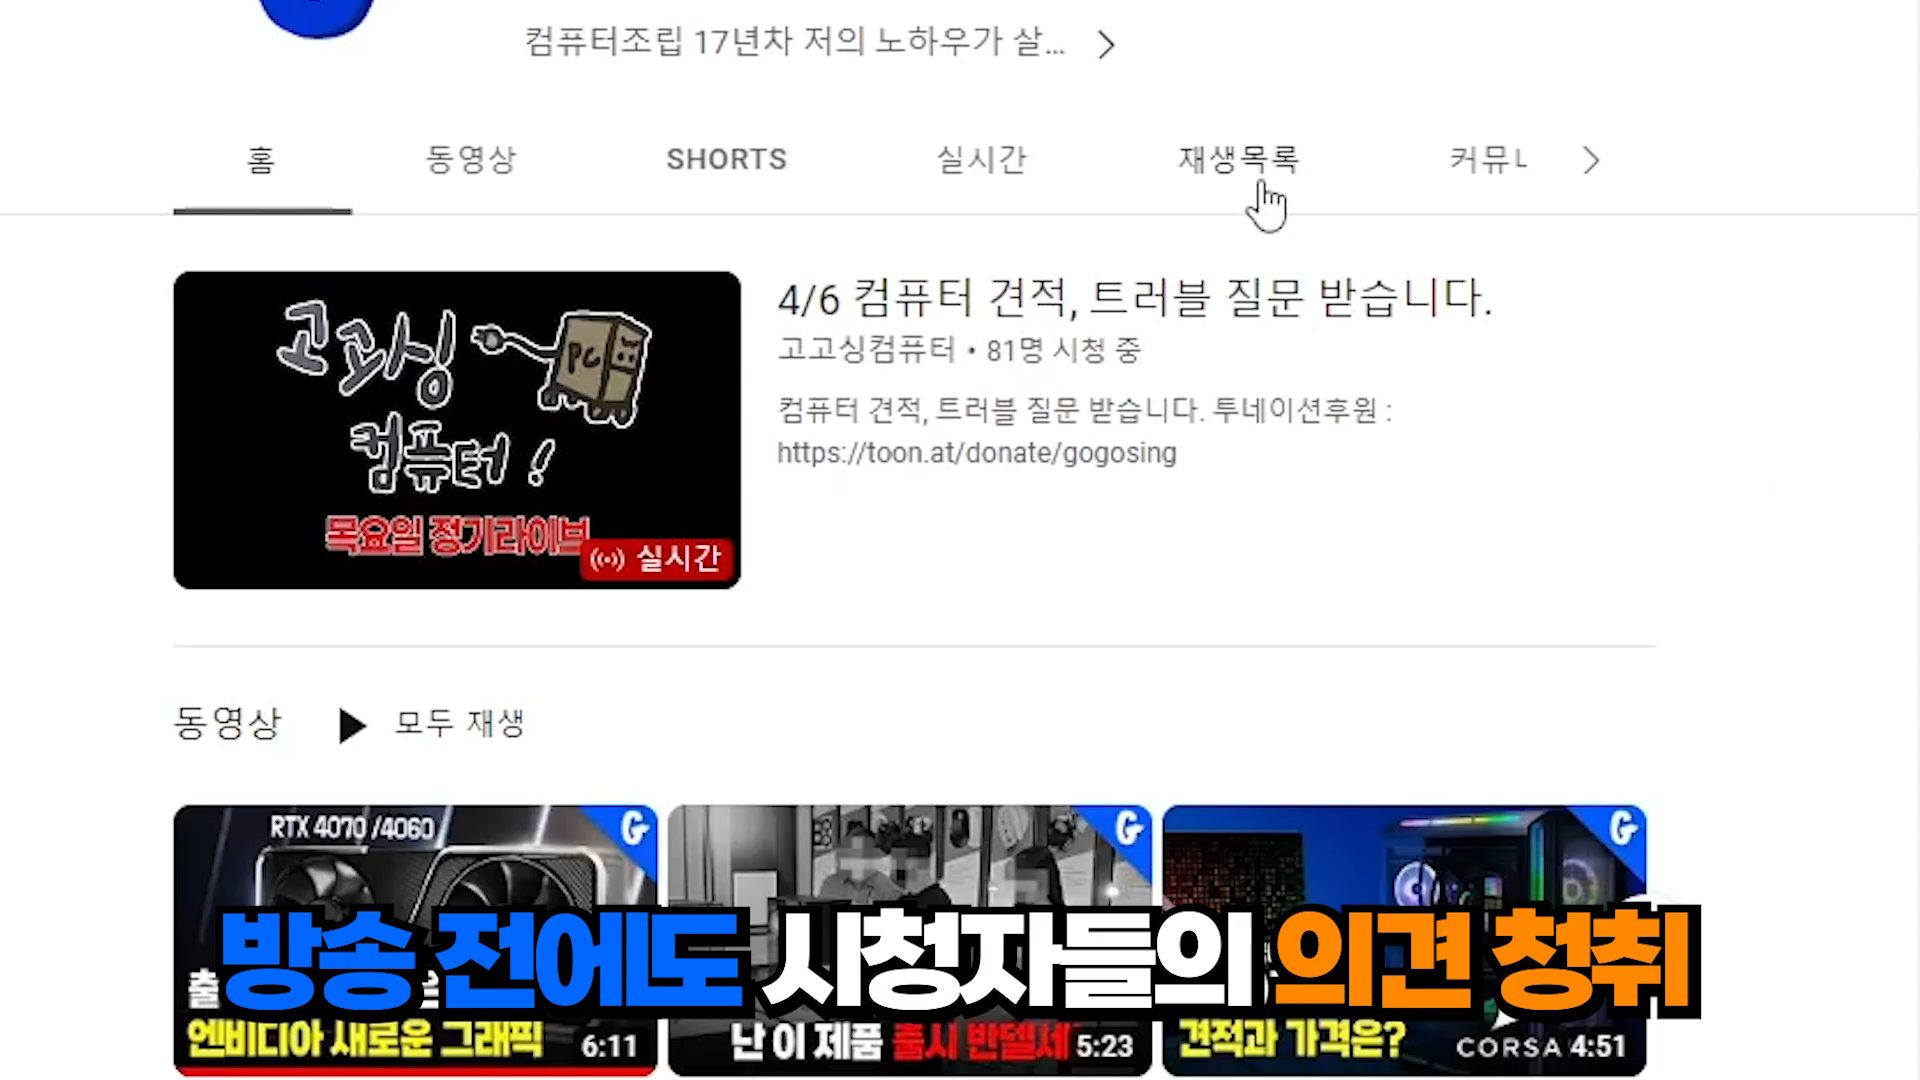 컴퓨터조립 17년차 저의 노하우가 살...
홈
동영상
SHORTS
실시간
재생목록
커뮤
고고싱
PC
컴퓨터!
목요일 정기라이브
실시간
4/6 컴퓨터 견적, 트러블 질문 받습니다.
고고싱컴퓨터 • 81명 시청 중
컴퓨터 견적, 트러블 질문 받습니다. 투네이션후원 :
https://toon.at/donate/gogosing
동영상
모두 재생
RTX 4070 /4060
G
G
G
방송 전에도 시청자들의 의견 청취
출
엔비디아 새로운 그래픽
6:11
난 이 제품 출시 반댈세
5:23
견적과 가격은?
CORSA
4:51